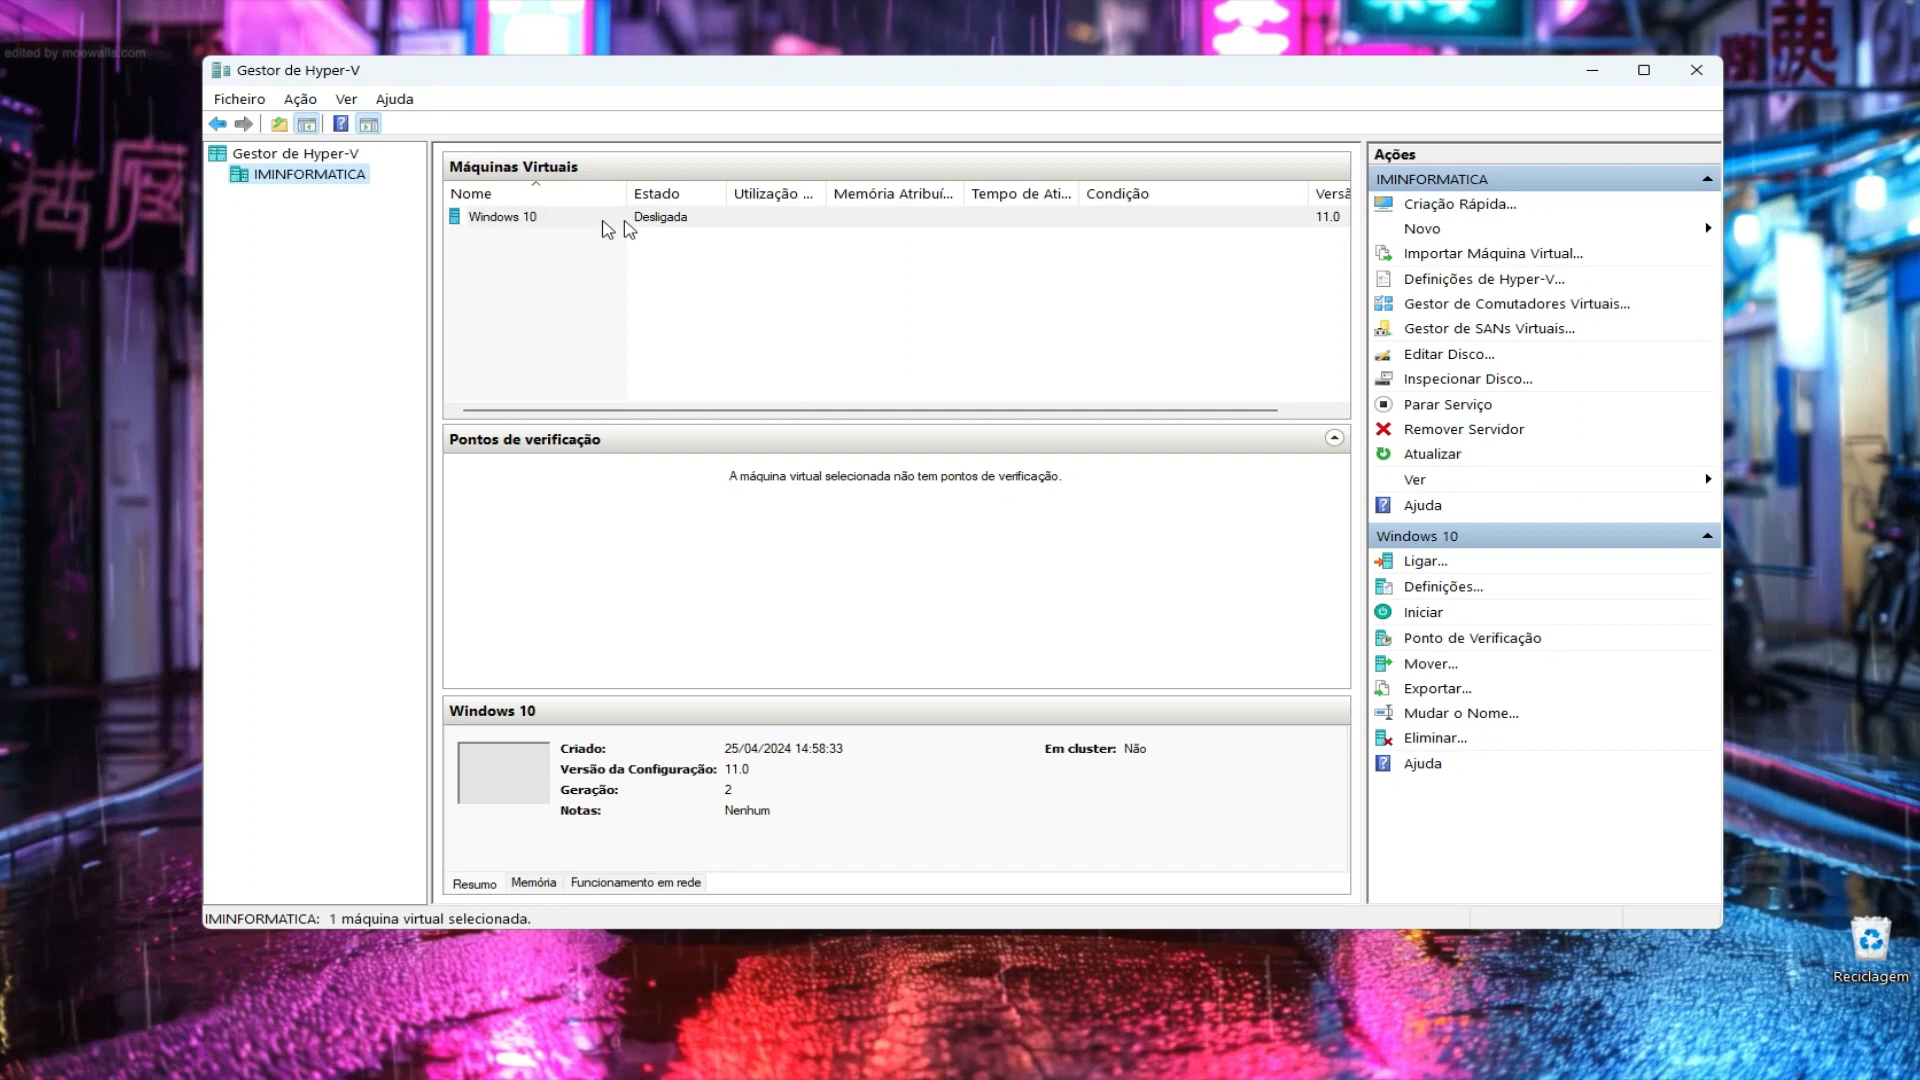 edited by moewalls.com
Gestor de Hyper-V
Ficheiro Ação Ver Ajuda
Gestor de Hyper-V
IMINFORMATICA
Máquinas Virtuais
Nome Estado Utilização ... Memória Atribuí... Tempo de Ati... Condição Versã
Windows 10 Desligada 11.0
Pontos de verificação
A máquina virtual selecionada não tem pontos de verificação.
Windows 10
Criado: 25/04/2024 14:58:33 Em cluster: Não
Versão da Configuração: 11.0
Geração: 2
Notas: Nenhum
Resumo Memória Funcionamento em rede
Ações
IMINFORMATICA
Criação Rápida...
Novo
Importar Máquina Virtual...
Definições de Hyper-V...
Gestor de Comutadores Virtuais...
Gestor de SANs Virtuais...
Editar Disco...
Inspecionar Disco...
Parar Serviço
Remover Servidor
Atualizar
Ver
Ajuda
Windows 10
Ligar...
Definições...
Iniciar
Ponto de Verificação
Mover...
Exportar...
Mudar o Nome...
Eliminar...
Ajuda
IMINFORMATICA: 1 máquina virtual selecionada.
Reciclagem